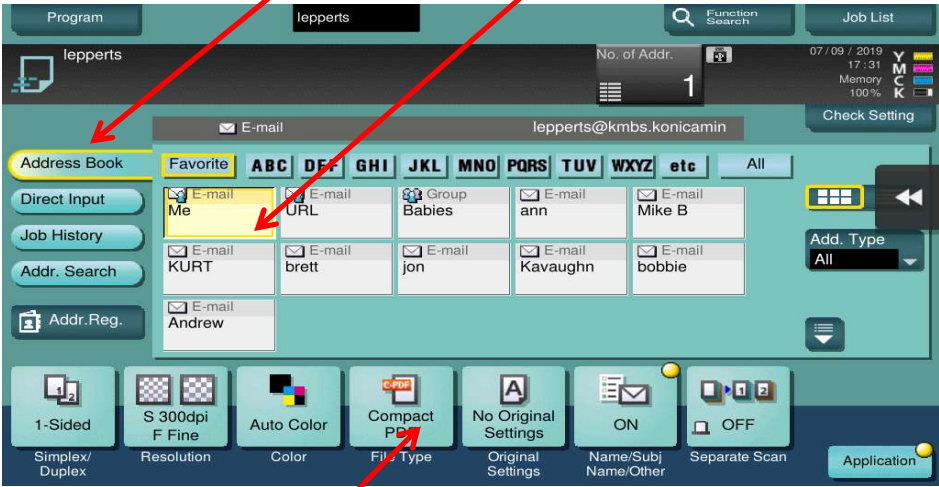 Program
lepperts
Function Search
Job List
lepperts
No. of Addr.
1
07/09/2019
17:31
Memory
100%
Y
M
C
K
E-mail
lepperts@kmbs.konicamin
Check Setting
Address Book
Favorite ABC DEF GHI JKL MNO PQRS TUV WXYZ etc All
Direct Input
E-mail
Me
E-mail
URL
Group
Babies
E-mail
ann
E-mail
Mike B
Job History
Add. Type
All
E-mail
KURT
E-mail
brett
E-mail
jon
E-mail
Kavaughn
E-mail
bobbie
Addr. Search
E-mail
Andrew
Addr.Reg.
1-Sided
S 300dpi
F Fine
Auto Color
C-PDF
Compact
PDF
No Original
Settings
ON
OFF
Simplex/
Duplex
Resolution
Color
File Type
Original
Settings
Name/Subj
Name/Other
Separate Scan
Application